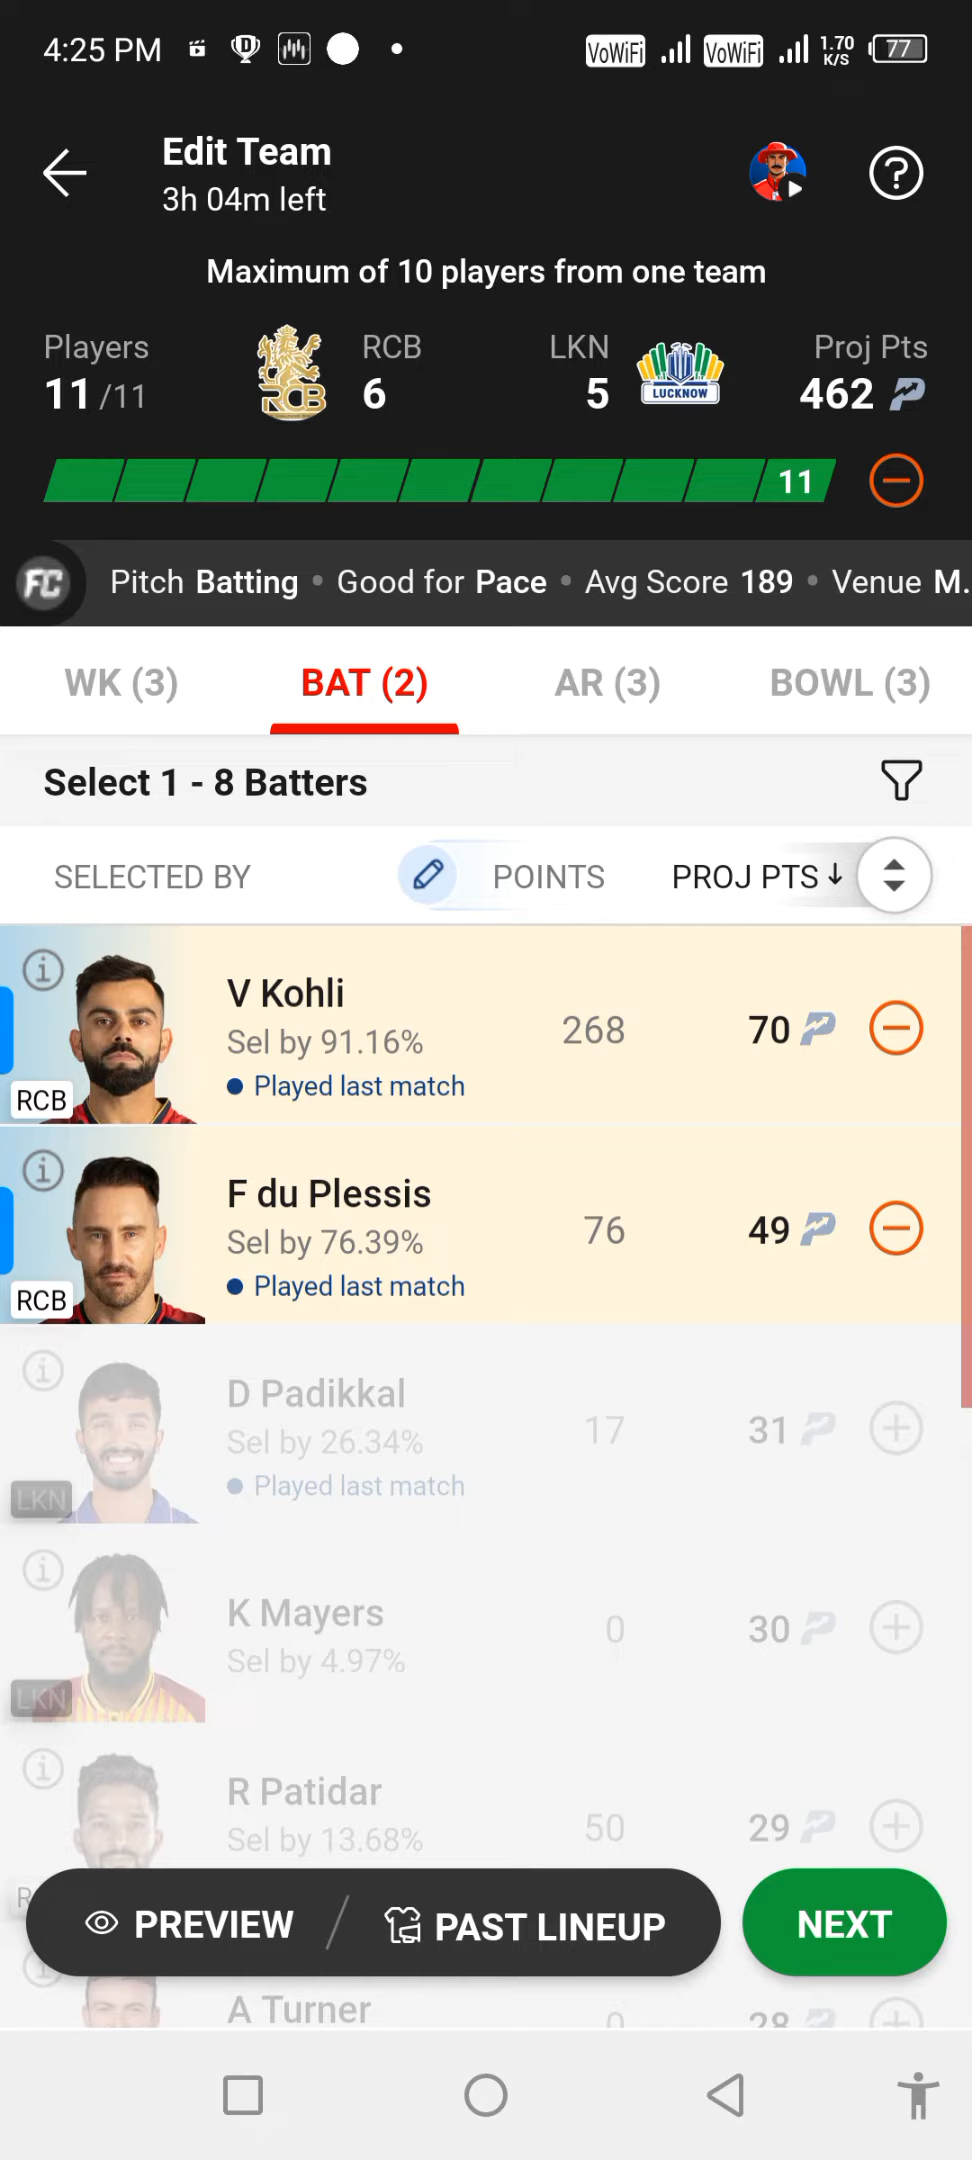 4:25 PM
VoWiFi VoWiFi 1.70 K/S 77
Edit Team
3h 04m left
Maximum of 10 players from one team
Players RCB LKN Proj Pts
11 /11 RCB 6 5 LUCKNOW 462
11
FC Pitch Batting • Good for Pace • Avg Score 189 • Venue M.
WK (3) BAT (2) AR (3) BOWL (3)
Select 1 - 8 Batters
SELECTED BY POINTS PROJ PTS ↓
V Kohli
Sel by 91.16% 268 70
Played last match
RCB
F du Plessis
Sel by 76.39% 76 49
Played last match
RCB
D Padikkal
Sel by 26.34% 17 31
Played last match
LKN
K Mayers
Sel by 4.97% 0 30
LKN
R Patidar
Sel by 13.68% 50 29
PREVIEW / PAST LINEUP NEXT
A Turner 0 28